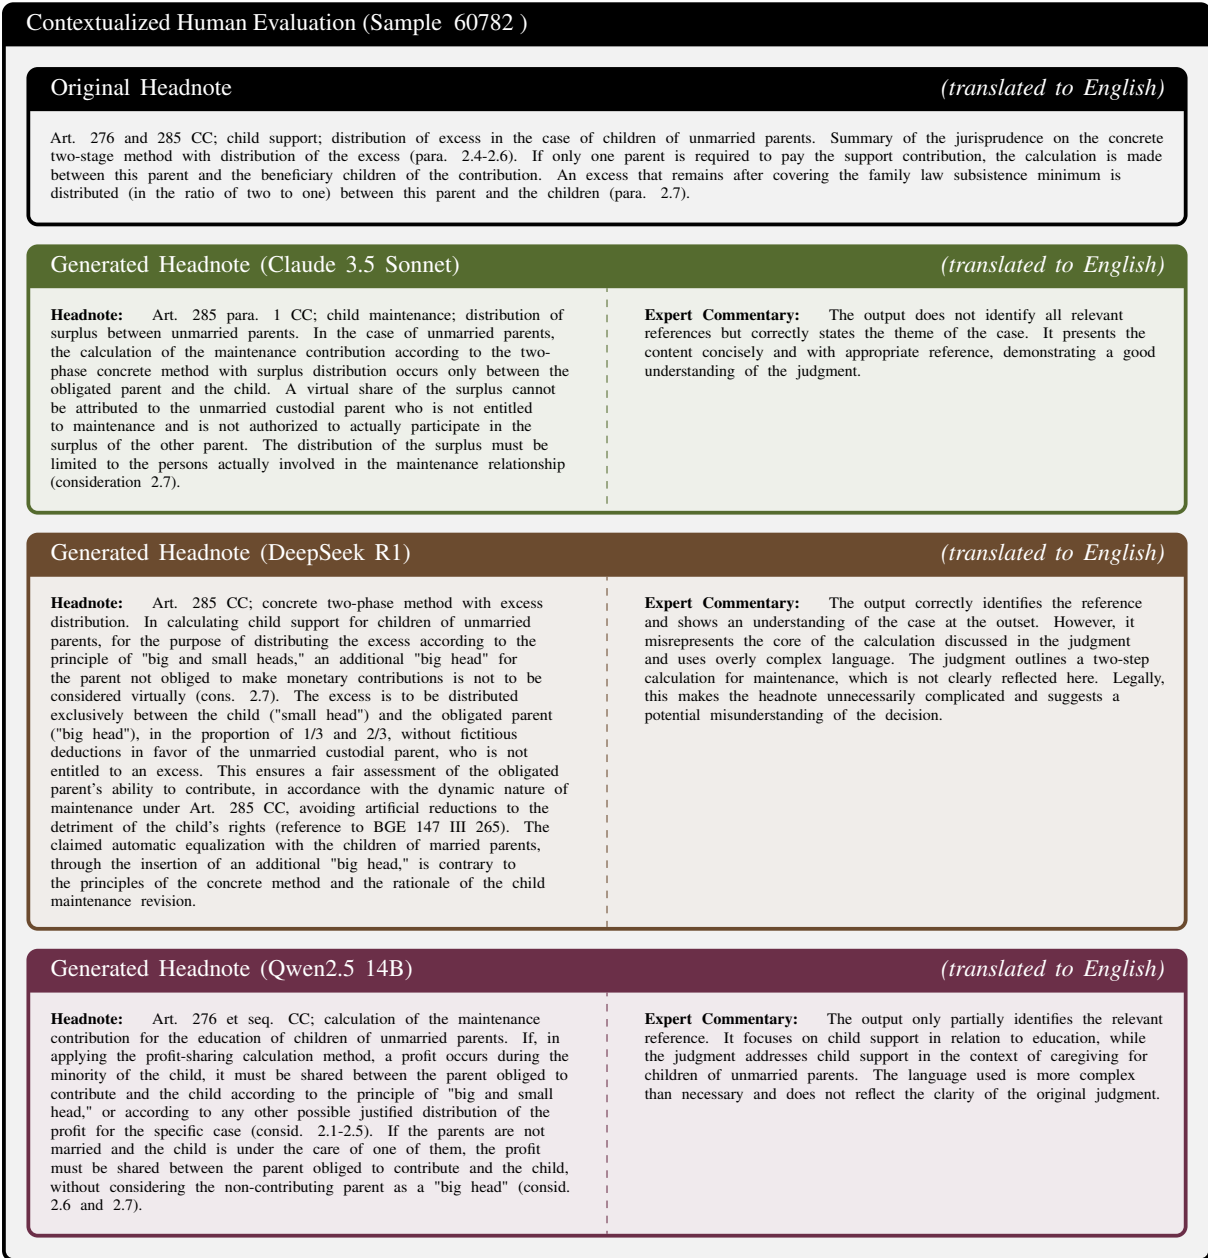 Contextualized Human Evaluation (Sample 60782 )
Original Headnote (translated to English)
Art. 276 and 285 CC; child support; distribution of excess in the case of children of unmarried parents. Summary of the jurisprudence on the concrete
two-stage method with distribution of the excess (para. 2.4-2.6). If only one parent is required to pay the support contribution, the calculation is made
between this parent and the beneficiary children of the contribution. An excess that remains after covering the family law subsistence minimum is
distributed (in the ratio of two to one) between this parent and the children (para. 2.7).
Generated Headnote (Claude 3.5 Sonnet) (translated to English)
Headnote: Art. 285 para. 1 CC; child maintenance; distribution of
surplus between unmarried parents. In the case of unmarried parents,
the calculation of the maintenance contribution according to the two-
phase concrete method with surplus distribution occurs only between the
obligated parent and the child. A virtual share of the surplus cannot
be attributed to the unmarried custodial parent who is not entitled
to maintenance and is not authorized to actually participate in the
surplus of the other parent. The distribution of the surplus must be
limited to the persons actually involved in the maintenance relationship
(consideration 2.7).
Expert Commentary: The output does not identify all relevant
references but correctly states the theme of the case. It presents the
content concisely and with appropriate reference, demonstrating a good
understanding of the judgment.
Generated Headnote (DeepSeek R1) (translated to English)
Headnote: Art. 285 CC; concrete two-phase method with excess
distribution. In calculating child support for children of unmarried
parents, for the purpose of distributing the excess according to the
principle of "big and small heads," an additional "big head" for
the parent not obliged to make monetary contributions is not to be
considered virtually (cons. 2.7). The excess is to be distributed
exclusively between the child ("small head") and the obligated parent
("big head"), in the proportion of 1/3 and 2/3, without fictitious
deductions in favor of the unmarried custodial parent, who is not
entitled to an excess. This ensures a fair assessment of the obligated
parent's ability to contribute, in accordance with the dynamic nature of
maintenance under Art. 285 CC, avoiding artificial reductions to the
detriment of the child's rights (reference to BGE 147 III 265). The
claimed automatic equalization with the children of married parents,
through the insertion of an additional "big head," is contrary to
the principles of the concrete method and the rationale of the child
maintenance revision.
Expert Commentary: The output correctly identifies the reference
and shows an understanding of the case at the outset. However, it
misrepresents the core of the calculation discussed in the judgment
and uses overly complex language. The judgment outlines a two-step
calculation for maintenance, which is not clearly reflected here. Legally,
this makes the headnote unnecessarily complicated and suggests a
potential misunderstanding of the decision.
Generated Headnote (Qwen2.5 14B) (translated to English)
Headnote: Art. 276 et seq. CC; calculation of the maintenance
contribution for the education of children of unmarried parents. If, in
applying the profit-sharing calculation method, a profit occurs during the
minority of the child, it must be shared between the parent obliged to
contribute and the child according to the principle of "big and small
head," or according to any other possible justified distribution of the
profit for the specific case (consid. 2.1-2.5). If the parents are not
married and the child is under the care of one of them, the profit
must be shared between the parent obliged to contribute and the child,
without considering the non-contributing parent as a "big head" (consid.
2.6 and 2.7).
Expert Commentary: The output only partially identifies the relevant
reference. It focuses on child support in relation to education, while
the judgment addresses child support in the context of caregiving for
children of unmarried parents. The language used is more complex
than necessary and does not reflect the clarity of the original judgment.